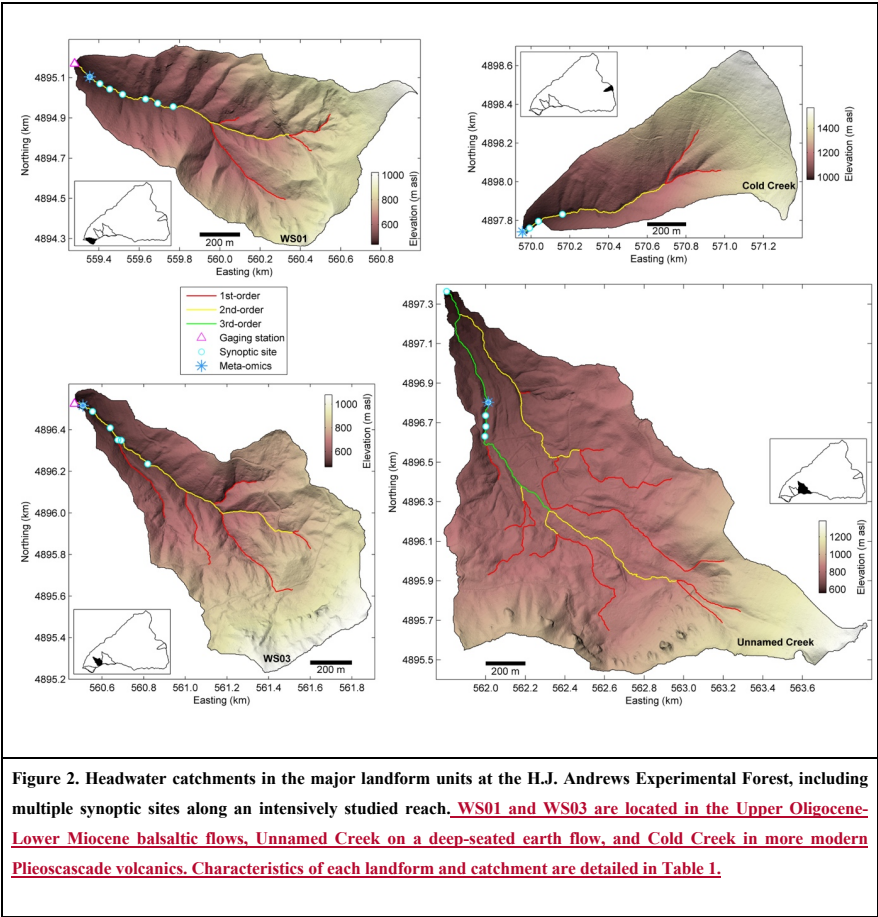 4895.1
4894.9
4894.7
4894.5
4894.3
Northing (km)
559.4 559.6 559.8 560.0 560.2 560.4 560.6 560.8
Easting (km)
200 m
WS01
1000
800
600
Elevation (m asl)
4898.6
4898.4
4898.2
4898.0
4897.8
Northing (km)
570.0 570.2 570.4 570.6 570.8 571.0 571.2
Easting (km)
200 m
Cold Creek
1400
1200
1000
Elevation (m asl)
1st-order
2nd-order
3rd-order
Gaging station
Synoptic site
Meta-omics
4896.4
4896.2
4896.0
4895.8
4895.6
4895.4
4895.2
Northing (km)
560.6 560.8 561.0 561.2 561.4 561.6 561.8
Easting (km)
200 m
WS03
1000
800
600
Elevation (m asl)
4897.3
4897.1
4896.9
4896.7
4896.5
4896.3
4896.1
4895.9
4895.7
4895.5
Northing (km)
562.0 562.2 562.4 562.6 562.8 563.0 563.2 563.4 563.6
Easting (km)
200 m
Unnamed Creek
1200
1000
800
600
Elevation (m asl)
Figure 2. Headwater catchments in the major landform units at the H.J. Andrews Experimental Forest, including
multiple synoptic sites along an intensively studied reach. WS01 and WS03 are located in the Upper Oligocene-
Lower Miocene balsaltic flows, Unnamed Creek on a deep-seated earth flow, and Cold Creek in more modern
Plieoscascade volcanics. Characteristics of each landform and catchment are detailed in Table 1.